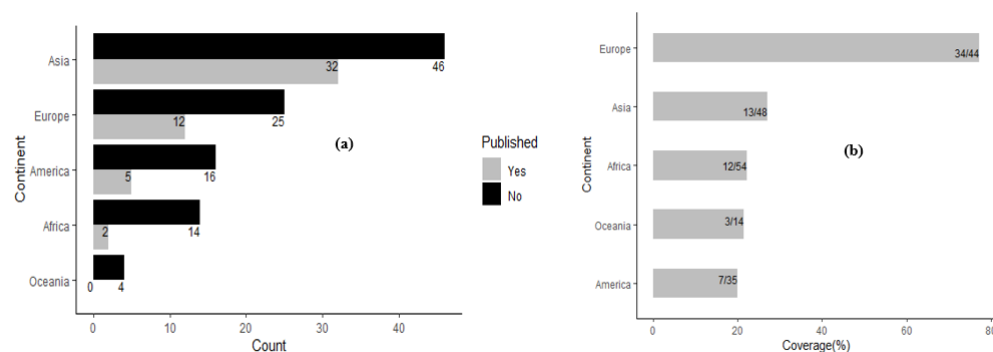 Asia
32
46
Europe
12
25
(a)
America
5
16
Africa
2
14
Oceania
0
4
0
10
20
30
40
Count
Continent
Published
Yes
No
Europe
34/44
Asia
13/48
(b)
Africa
12/54
Oceania
3/14
America
7/35
0
20
40
60
80
Coverage(%)
Continent